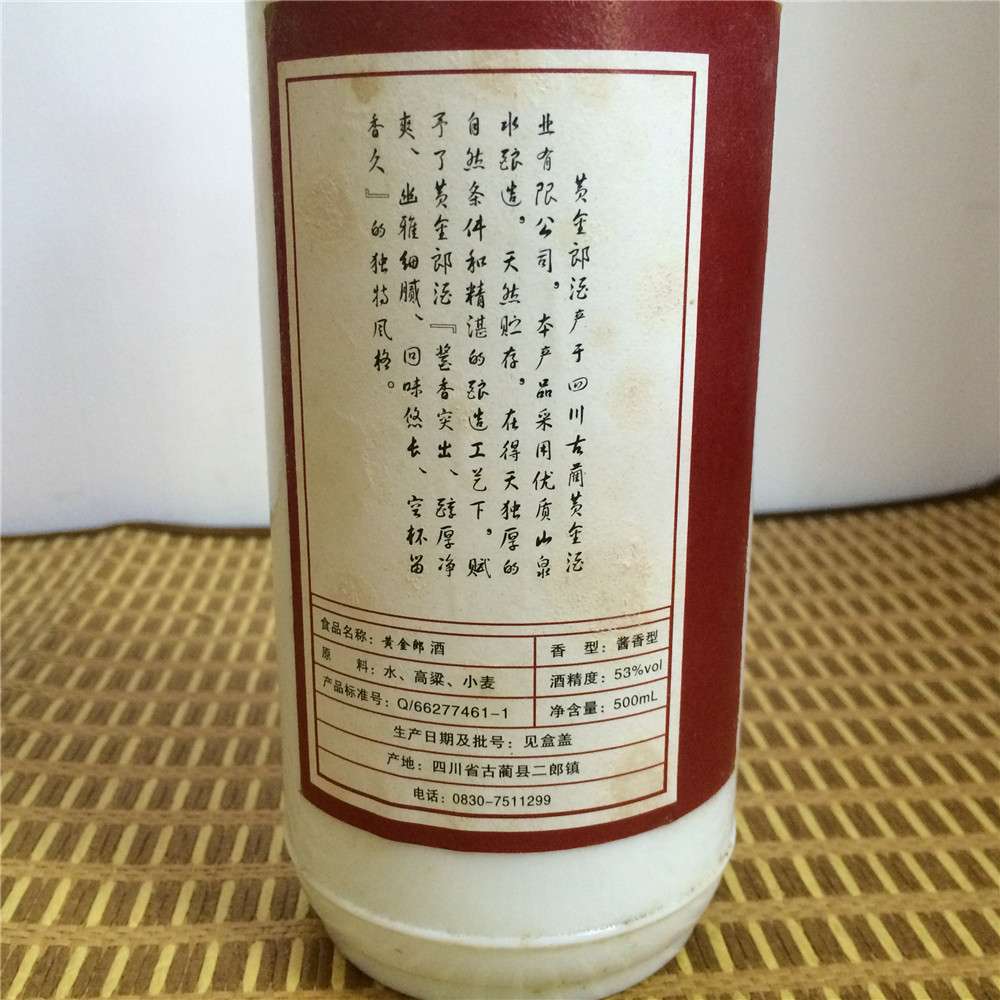 黄金郎酒产于四川古蔺黄金酒
业有限公司，本产品采用优质山泉
水酿造，天然贮存，在得天独厚的
自然条件和精湛的酿造工艺下，赋
予了黄金郎酒『酱香突出、醇厚净
爽、幽雅细腻、回味悠长、空杯留
香久』的独特风格。
食品名称：黄金郎酒
香 型：酱香型
原 料：水、高粱、小麦
酒精度：53%vol
产品标准号：Q/66277461-1
净含量：500mL
生产日期及批号：见盒盖
产地：四川省古蔺县二郎镇
电话：0830-7511299